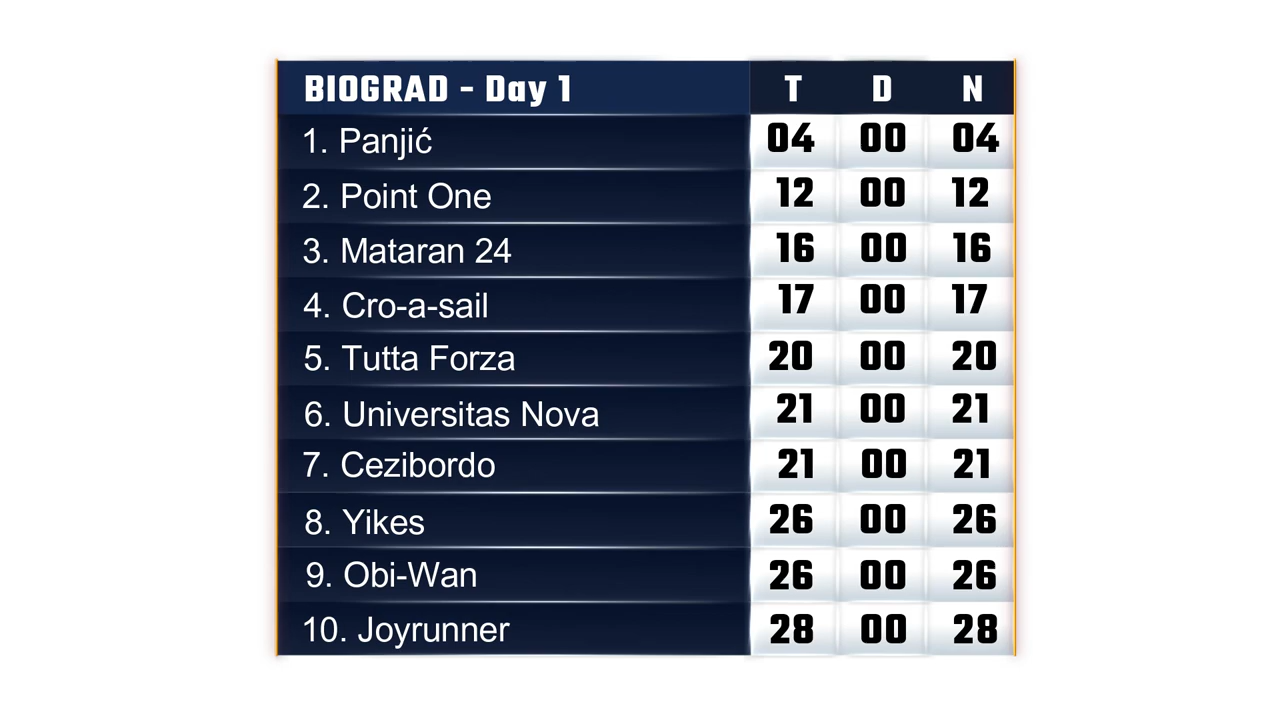 BIOGRAD - Day 1 T D N
1. Panjić 04 00 04
2. Point One 12 00 12
3. Mataran 24 16 00 16
4. Cro-a-sail 17 00 17
5. Tutta Forza 20 00 20
6. Universitas Nova 21 00 21
7. Cezibordo 21 00 21
8. Yikes 26 00 26
9. Obi-Wan 26 00 26
10. Joyrunner 28 00 28